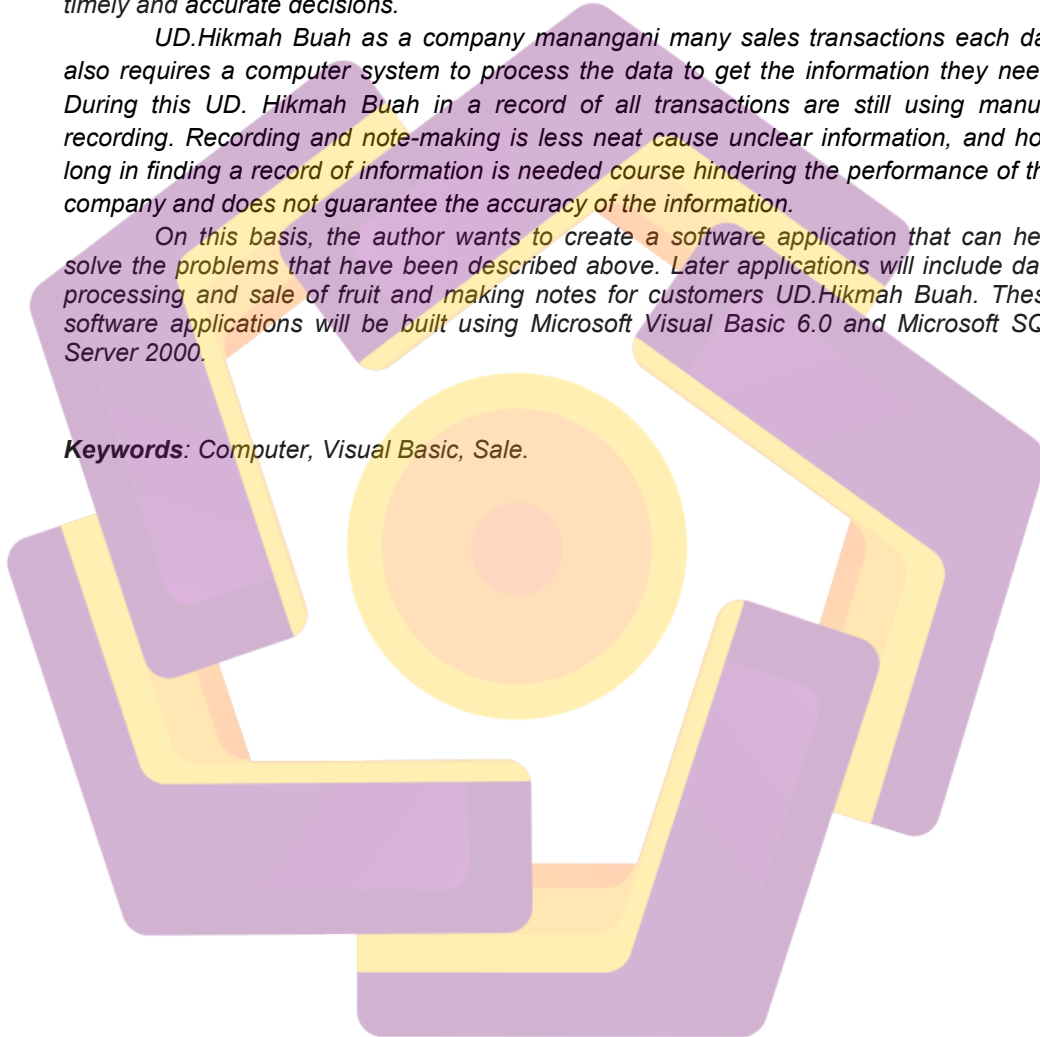 timely and accurate decisions.
UD.Hikmah Buah as a company manangani many sales transactions each da
also requires a computer system to process the data to get the information they nee
During this UD. Hikmah Buah in a record of all transactions are still using manu
recording. Recording and note-making is less neat cause unclear information, and ho
long in finding a record of information is needed course hindering the performance of th
company and does not guarantee the accuracy of the information.
On this basis, the author wants to create a software application that can he
solve the problems that have been described above. Later applications will include da
processing and sale of fruit and making notes for customers UD.Hikmah Buah. Thes
software applications will be built using Microsoft Visual Basic 6.0 and Microsoft SQ
Server 2000.
Keywords: Computer, Visual Basic, Sale.